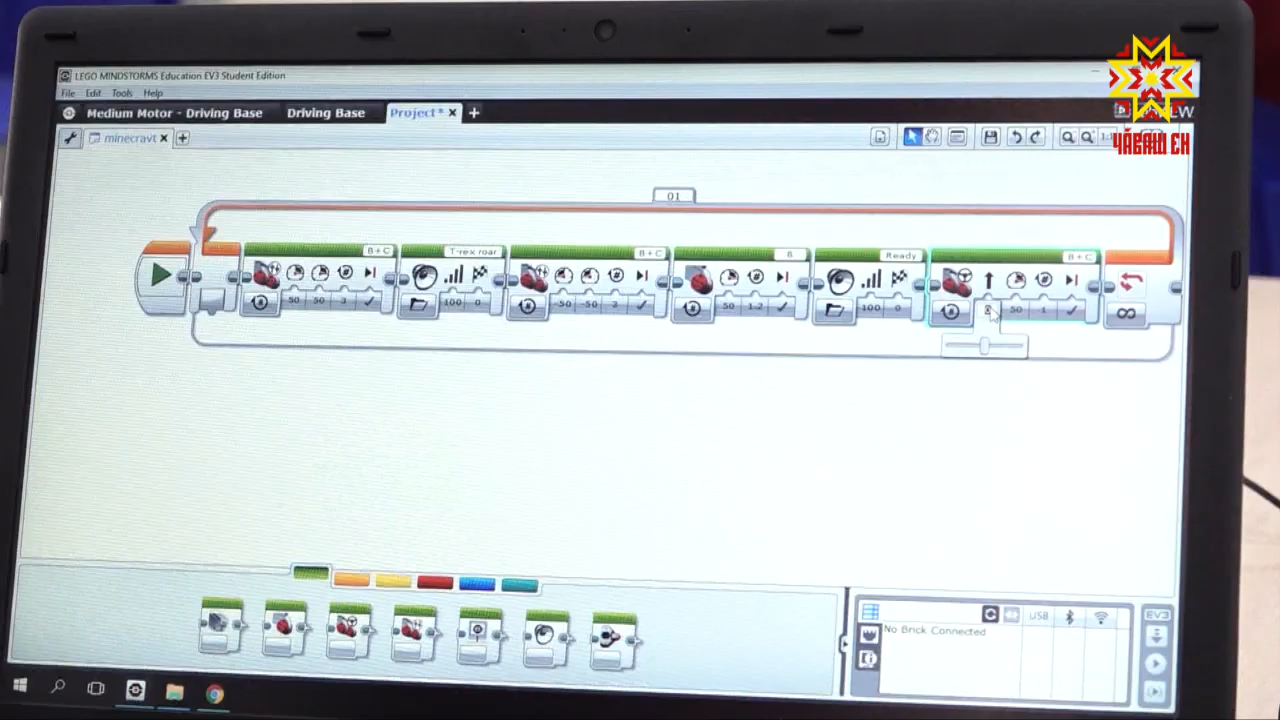 LEGO MINDSTORMS Education EV3 Student Edition
File Edit Tools Help
Medium Motor - Driving Base Driving Base Project* × +
minecravt × +
ЧӐВАШ ЕН
01
B+C T-rex roar B+C B Ready B+C
50 50 3 100 0 -50 -50 2 50 1.2 100 0 50 1
USB EV3
No Brick Connected